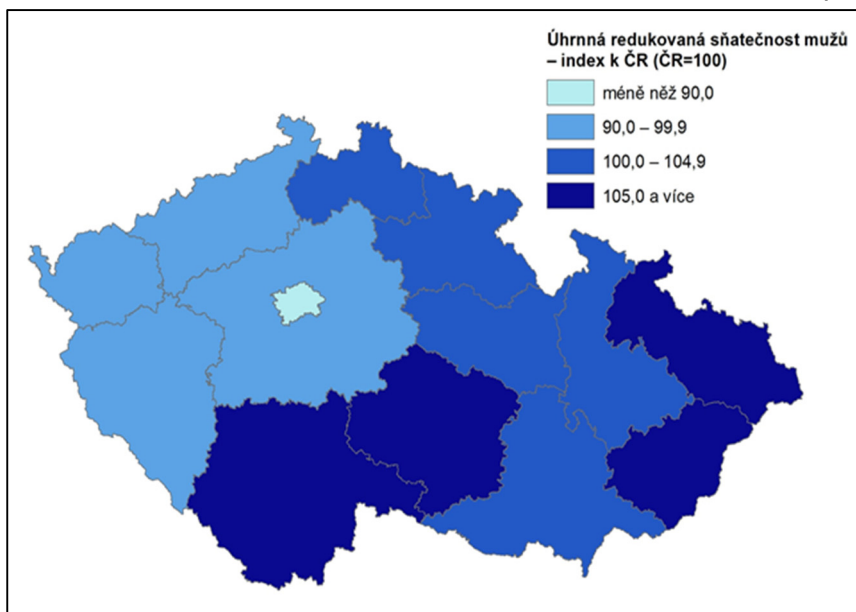 Úhrnná redukovaná sňatečnost mužů
– index k ČR (ČR=100)
méně něž 90,0
90,0 – 99,9
100,0 – 104,9
105,0 a více